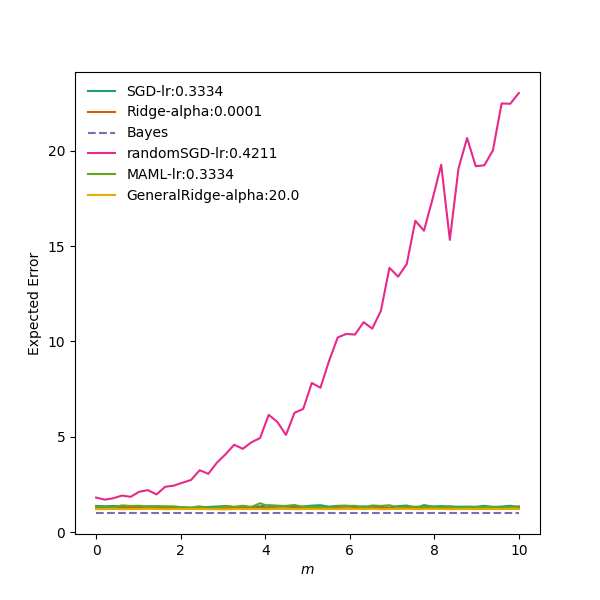 SGD-lr:0.3334
Ridge-alpha:0.0001
Bayes
randomSGD-lr:0.4211
MAML-lr:0.3334
GeneralRidge-alpha:20.0
Expected Error
20
15
10
5
0
0 2 4 6 8 10
m